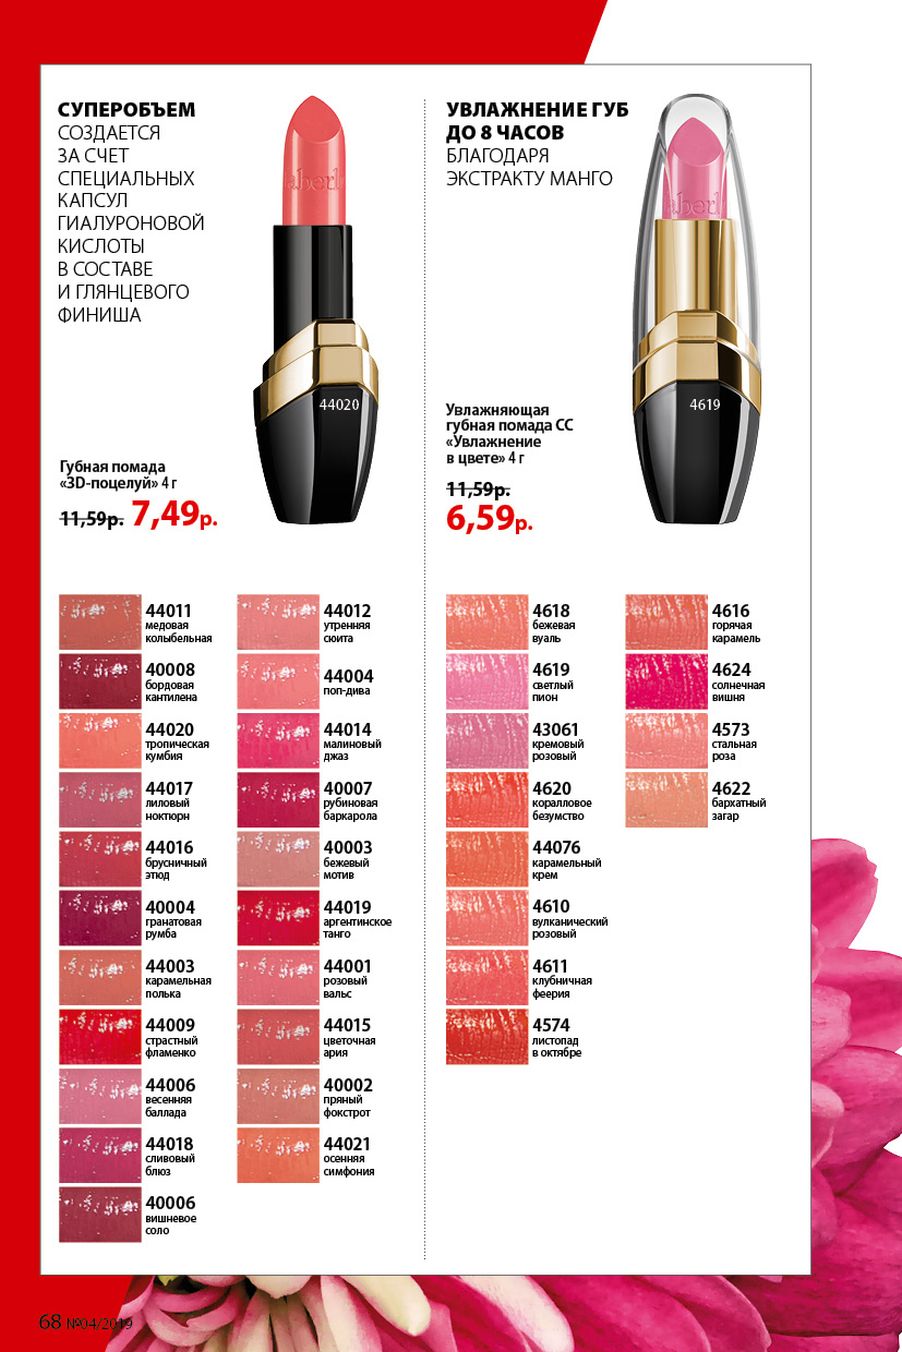 СУПЕРОБЪЕМ
СОЗДАЕТСЯ
ЗА СЧЕТ
СПЕЦИАЛЬНЫХ
КАПСУЛ
ГИАЛУРОНОВОЙ
КИСЛОТЫ
В СОСТАВЕ
И ГЛЯНЦЕВОГО
ФИНИША
44020
Губная помада
«3D-поцелуй» 4 г
11,59р. 7,49р.
44011
медовая
колыбельная
40008
бордовая
кантилена
44020
тропическая
кумбия
44017
лиловый
ноктюрн
44016
брусничный
этюд
40004
гранатовая
румба
44003
карамельная
полька
44009
страстный
фламенко
44006
весенняя
баллада
44018
сливовый
блюз
40006
вишневое
соло
44012
утренняя
сюита
44004
поп-дива
44014
малиновый
джаз
40007
рубиновая
баркарола
40003
бежевый
мотив
44019
аргентинское
танго
44001
розовый
вальс
44015
цветочная
ария
40002
пряный
фокстрот
44021
осенняя
симфония
УВЛАЖНЕНИЕ ГУБ
ДО 8 ЧАСОВ
БЛАГОДАРЯ
ЭКСТРАКТУ МАНГО
4619
Увлажняющая
губная помада СС
«Увлажнение
в цвете» 4 г
11,59р.
6,59р.
4618
бежевая
вуаль
4619
светлый
пион
43061
кремовый
розовый
4620
коралловое
безумство
44076
карамельный
крем
4610
вулканический
розовый
4611
клубничная
феерия
4574
листопад
в октябре
4616
горячая
карамель
4624
солнечная
вишня
4573
стальная
роза
4622
бархатный
загар
68 №04/2019